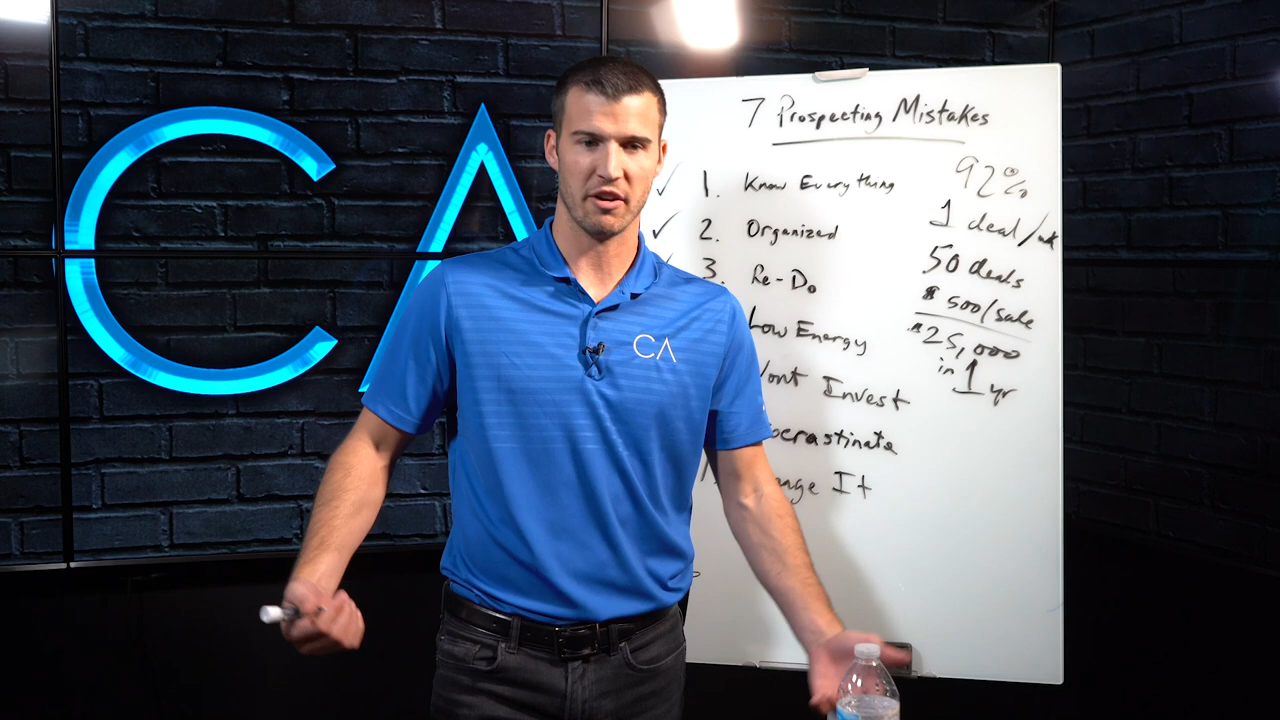 CA
CA
7 Prospecting Mistakes
✓ 1. Know Everything
✓ 2. Organized
3. Re-Do
Low Energy
Invest
It
92%
1 deal/wk
50 deals
$500/sale
$25,000
in 1 yr